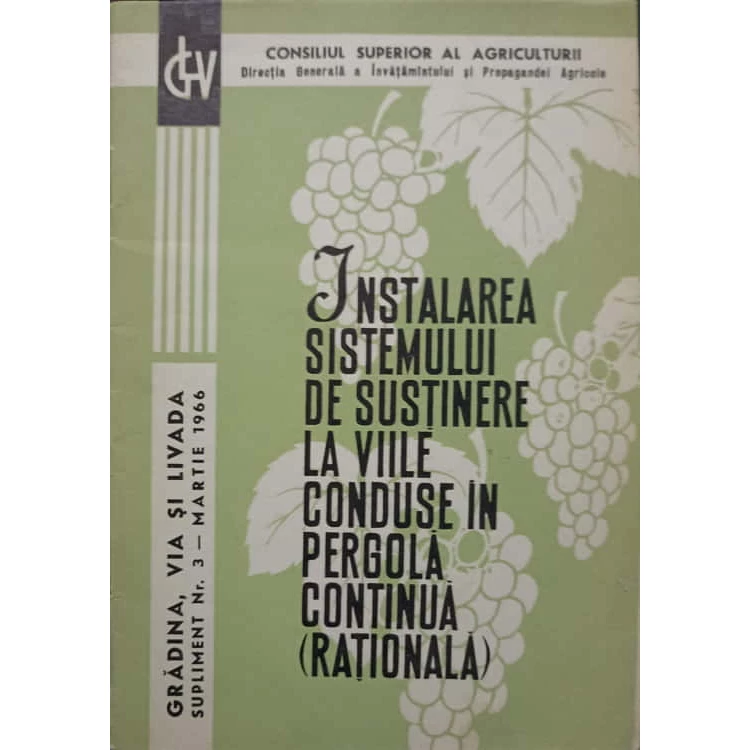 GLV
CONSILIUL SUPERIOR AL AGRICULTURII
Direcția Generală a Învățămîntului și Propagandei Agricole
INSTALAREA
SISTEMULUI
DE SUSȚINERE
LA VIILE
CONDUSE ÎN
PERGOLĂ
CONTINUĂ
(RAȚIONALĂ)
GRĂDINA, VIA ȘI LIVADA
SUPLIMENT Nr. 3 — MARTIE 1966